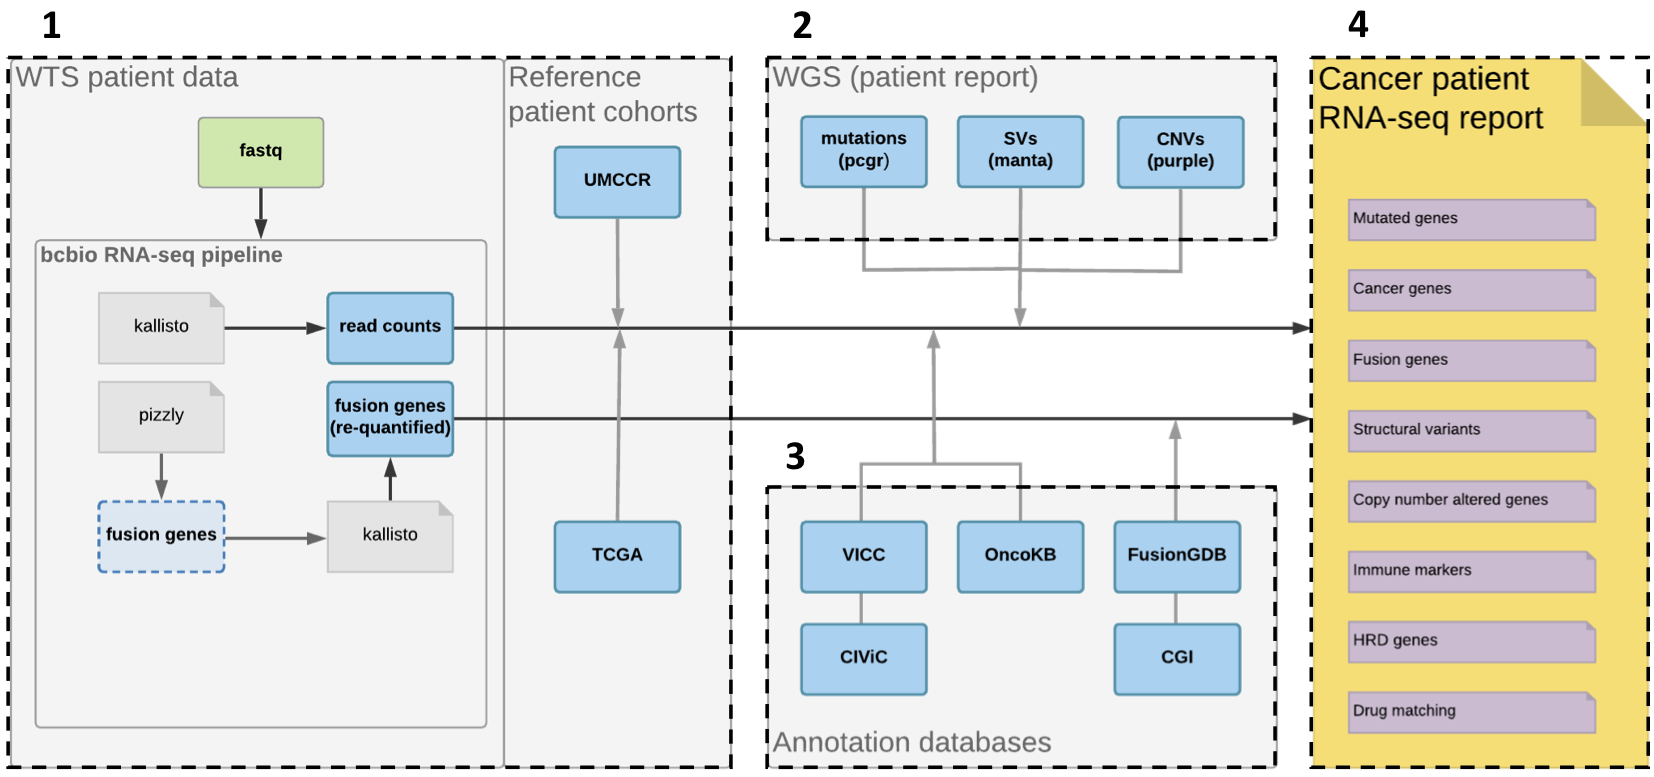 1
WTS patient data
fastq
bcbio RNA-seq pipeline
kallisto
read counts
pizzly
fusion genes
(re-quantified)
fusion genes
kallisto
Reference
patient cohorts
UMCCR
TCGA
2
WGS (patient report)
mutations
(pcgr)
SVs
(manta)
CNVs
(purple)
3
VICC
OncoKB
FusionGDB
CIViC
CGI
Annotation databases
4
Cancer patient
RNA-seq report
Mutated genes
Cancer genes
Fusion genes
Structural variants
Copy number altered genes
Immune markers
HRD genes
Drug matching